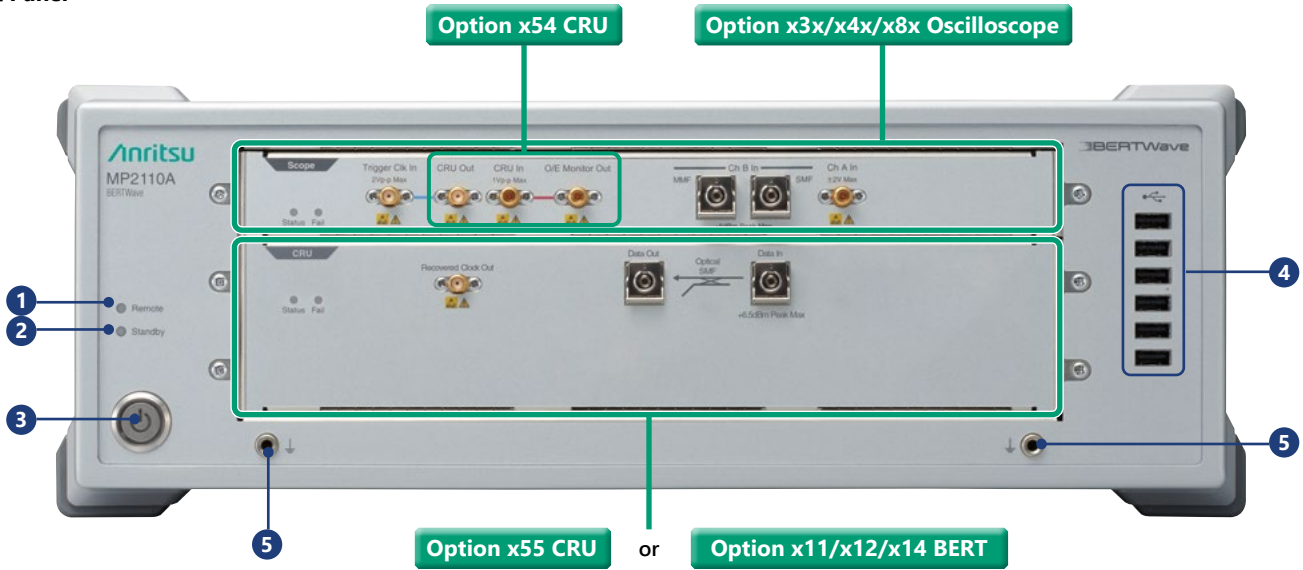 Option x54 CRU
Option x3x/x4x/x8x Oscilloscope
Anritsu
MP2110A
BERTWave
BERTWave
Scope
Trigger Clk In
2Vp-p Max
CRU Out
CRU In
1Vp-p Max
O/E Monitor Out
Ch B In
MMF
SMF
Ch A In
±2V Max
Status Fail
CRU
Recovered Clock Out
Data Out
Optical
SMF
Data In
+6.5dBm Peak Max
Status Fail
1
Remote
2
Standby
3
4
5
5
Option x55 CRU
or
Option x11/x12/x14 BERT